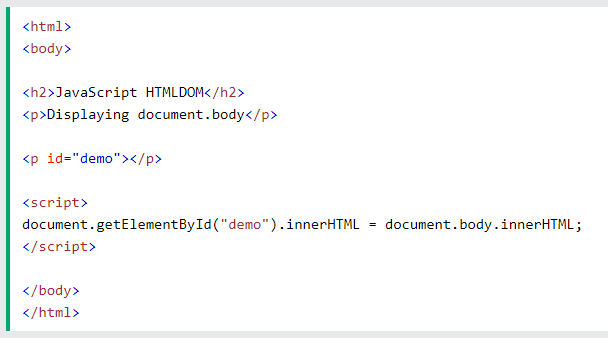 <html>
<body>
<h2>JavaScript HTMLDOM</h2>
<p>Displaying document.body</p>
<p id="demo"></p>
<script>
document.getElementById("demo").innerHTML = document.body.innerHTML;
</script>
</body>
</html>